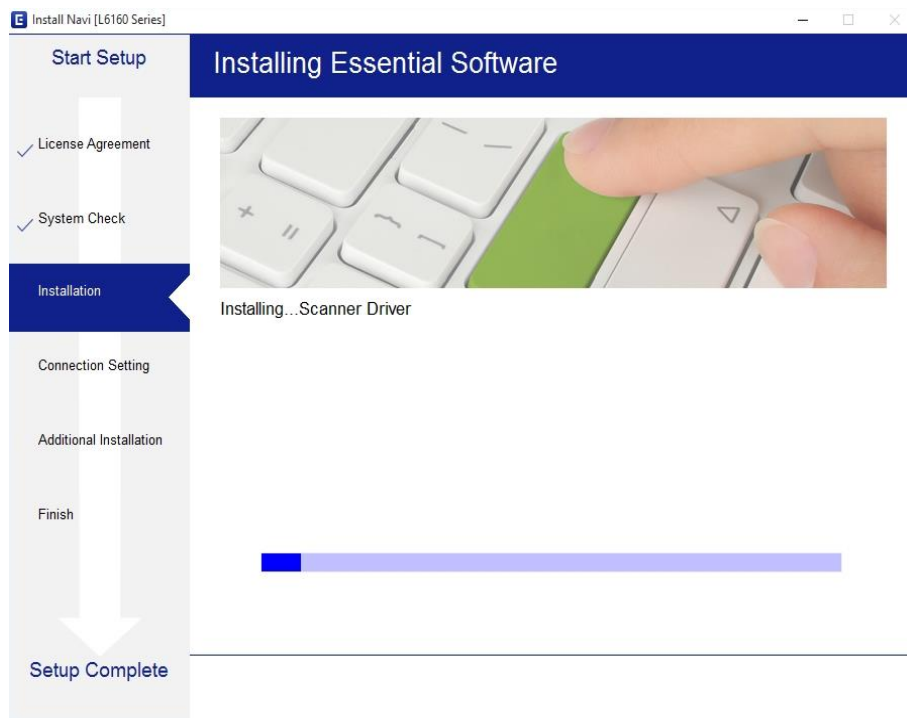 Install Navi [L6160 Series]
Start Setup
Installing Essential Software
License Agreement
System Check
Installation
Installing...Scanner Driver
Connection Setting
Additional Installation
Finish
Setup Complete